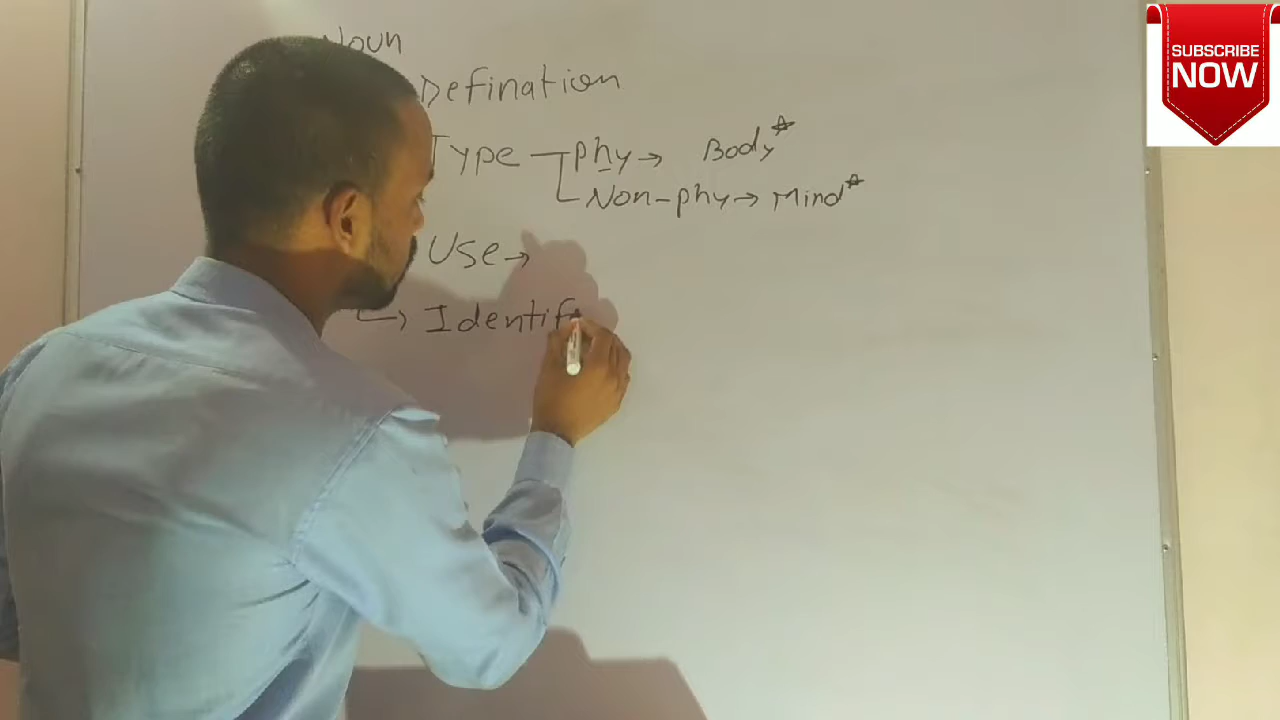 Noun
Defination
Type phy → Body
Non-phy → Mind
Use →
→ Identif
SUBSCRIBE
NOW